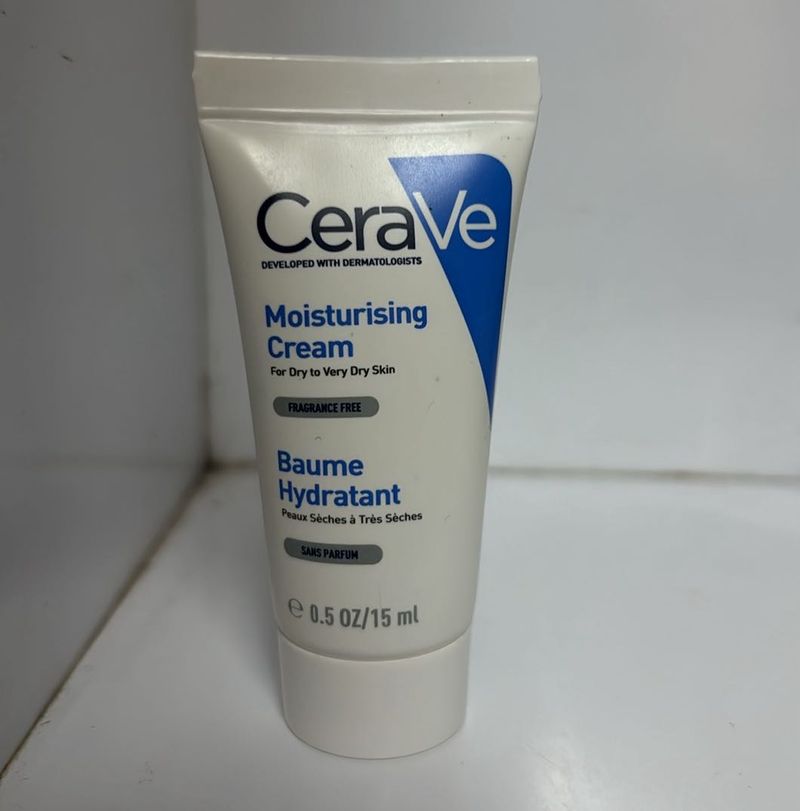 CeraVe
DEVELOPED WITH DERMATOLOGISTS
Moisturising
Cream
For Dry to Very Dry Skin
FRAGRANCE FREE
Baume
Hydratant
Peaux Sèches à Très Sèches
SANS PARFUM
℮ 0.5 OZ/15 ml